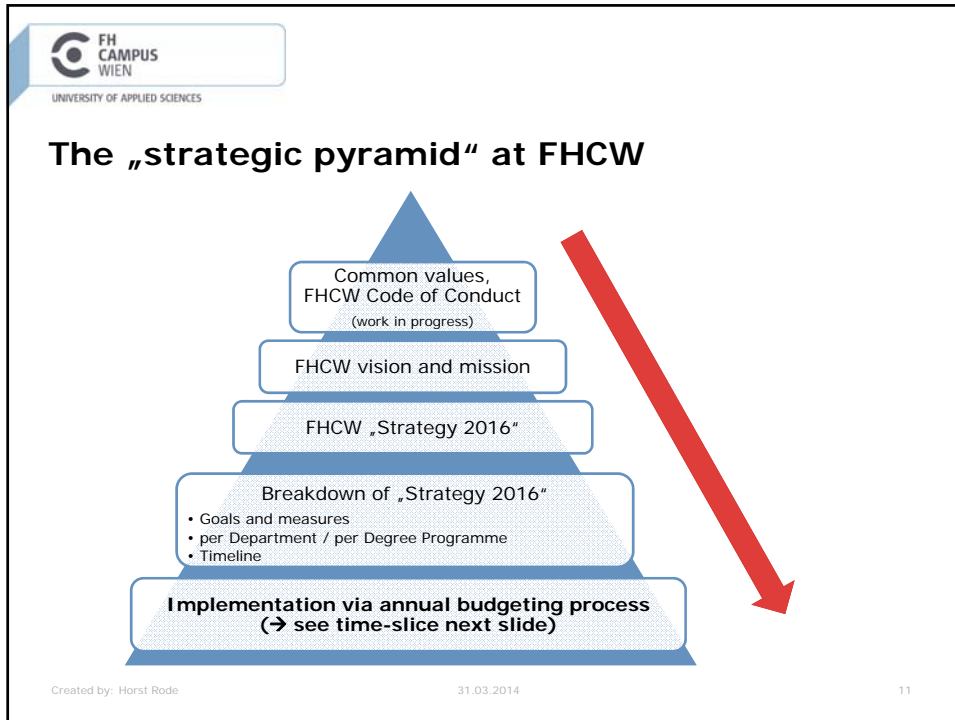 FH
CAMPUS
WIEN
UNIVERSITY OF APPLIED SCIENCES
The „strategic pyramid“ at FHCW
Common values,
FHCW Code of Conduct
(work in progress)
FHCW vision and mission
FHCW „Strategy 2016“
Breakdown of „Strategy 2016“
• Goals and measures
• per Department / per Degree Programme
• Timeline
Implementation via annual budgeting process
(→ see time-slice next slide)
Created by: Horst Rode
31.03.2014
11